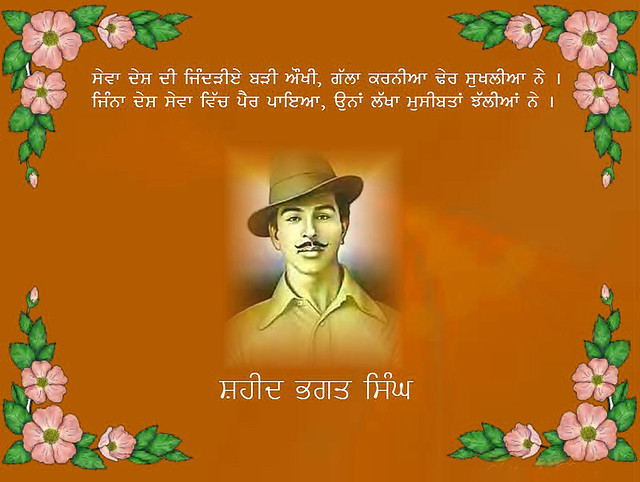 ਸੇਵਾ ਦੇਸ਼ ਦੀ ਜਿੰਦੜੀਏ ਬੜੀ ਔਖੀ, ਗੱਲਾ ਕਰਨੀਆ ਢੇਰ ਸੁਖਲੀਆ ਨੇ ।
ਜਿੰਨਾ ਦੇਸ਼ ਸੇਵਾ ਵਿੱਚ ਪੈਰ ਪਾਇਆ, ਉਨਾਂ ਲੱਖਾ ਮੁਸੀਬਤਾਂ ਝੱਲੀਆਂ ਨੇ ।
ਸ਼ਹੀਦ ਭਗਤ ਸਿੰਘ